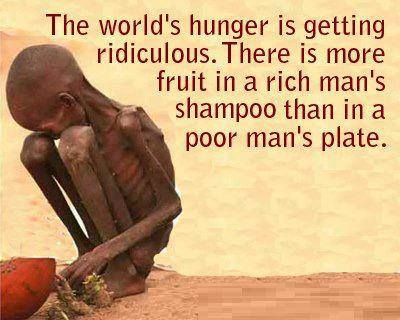 The world's hunger is getting
ridiculous. There is more
fruit in a rich man's
shampoo than in a
poor man's plate.